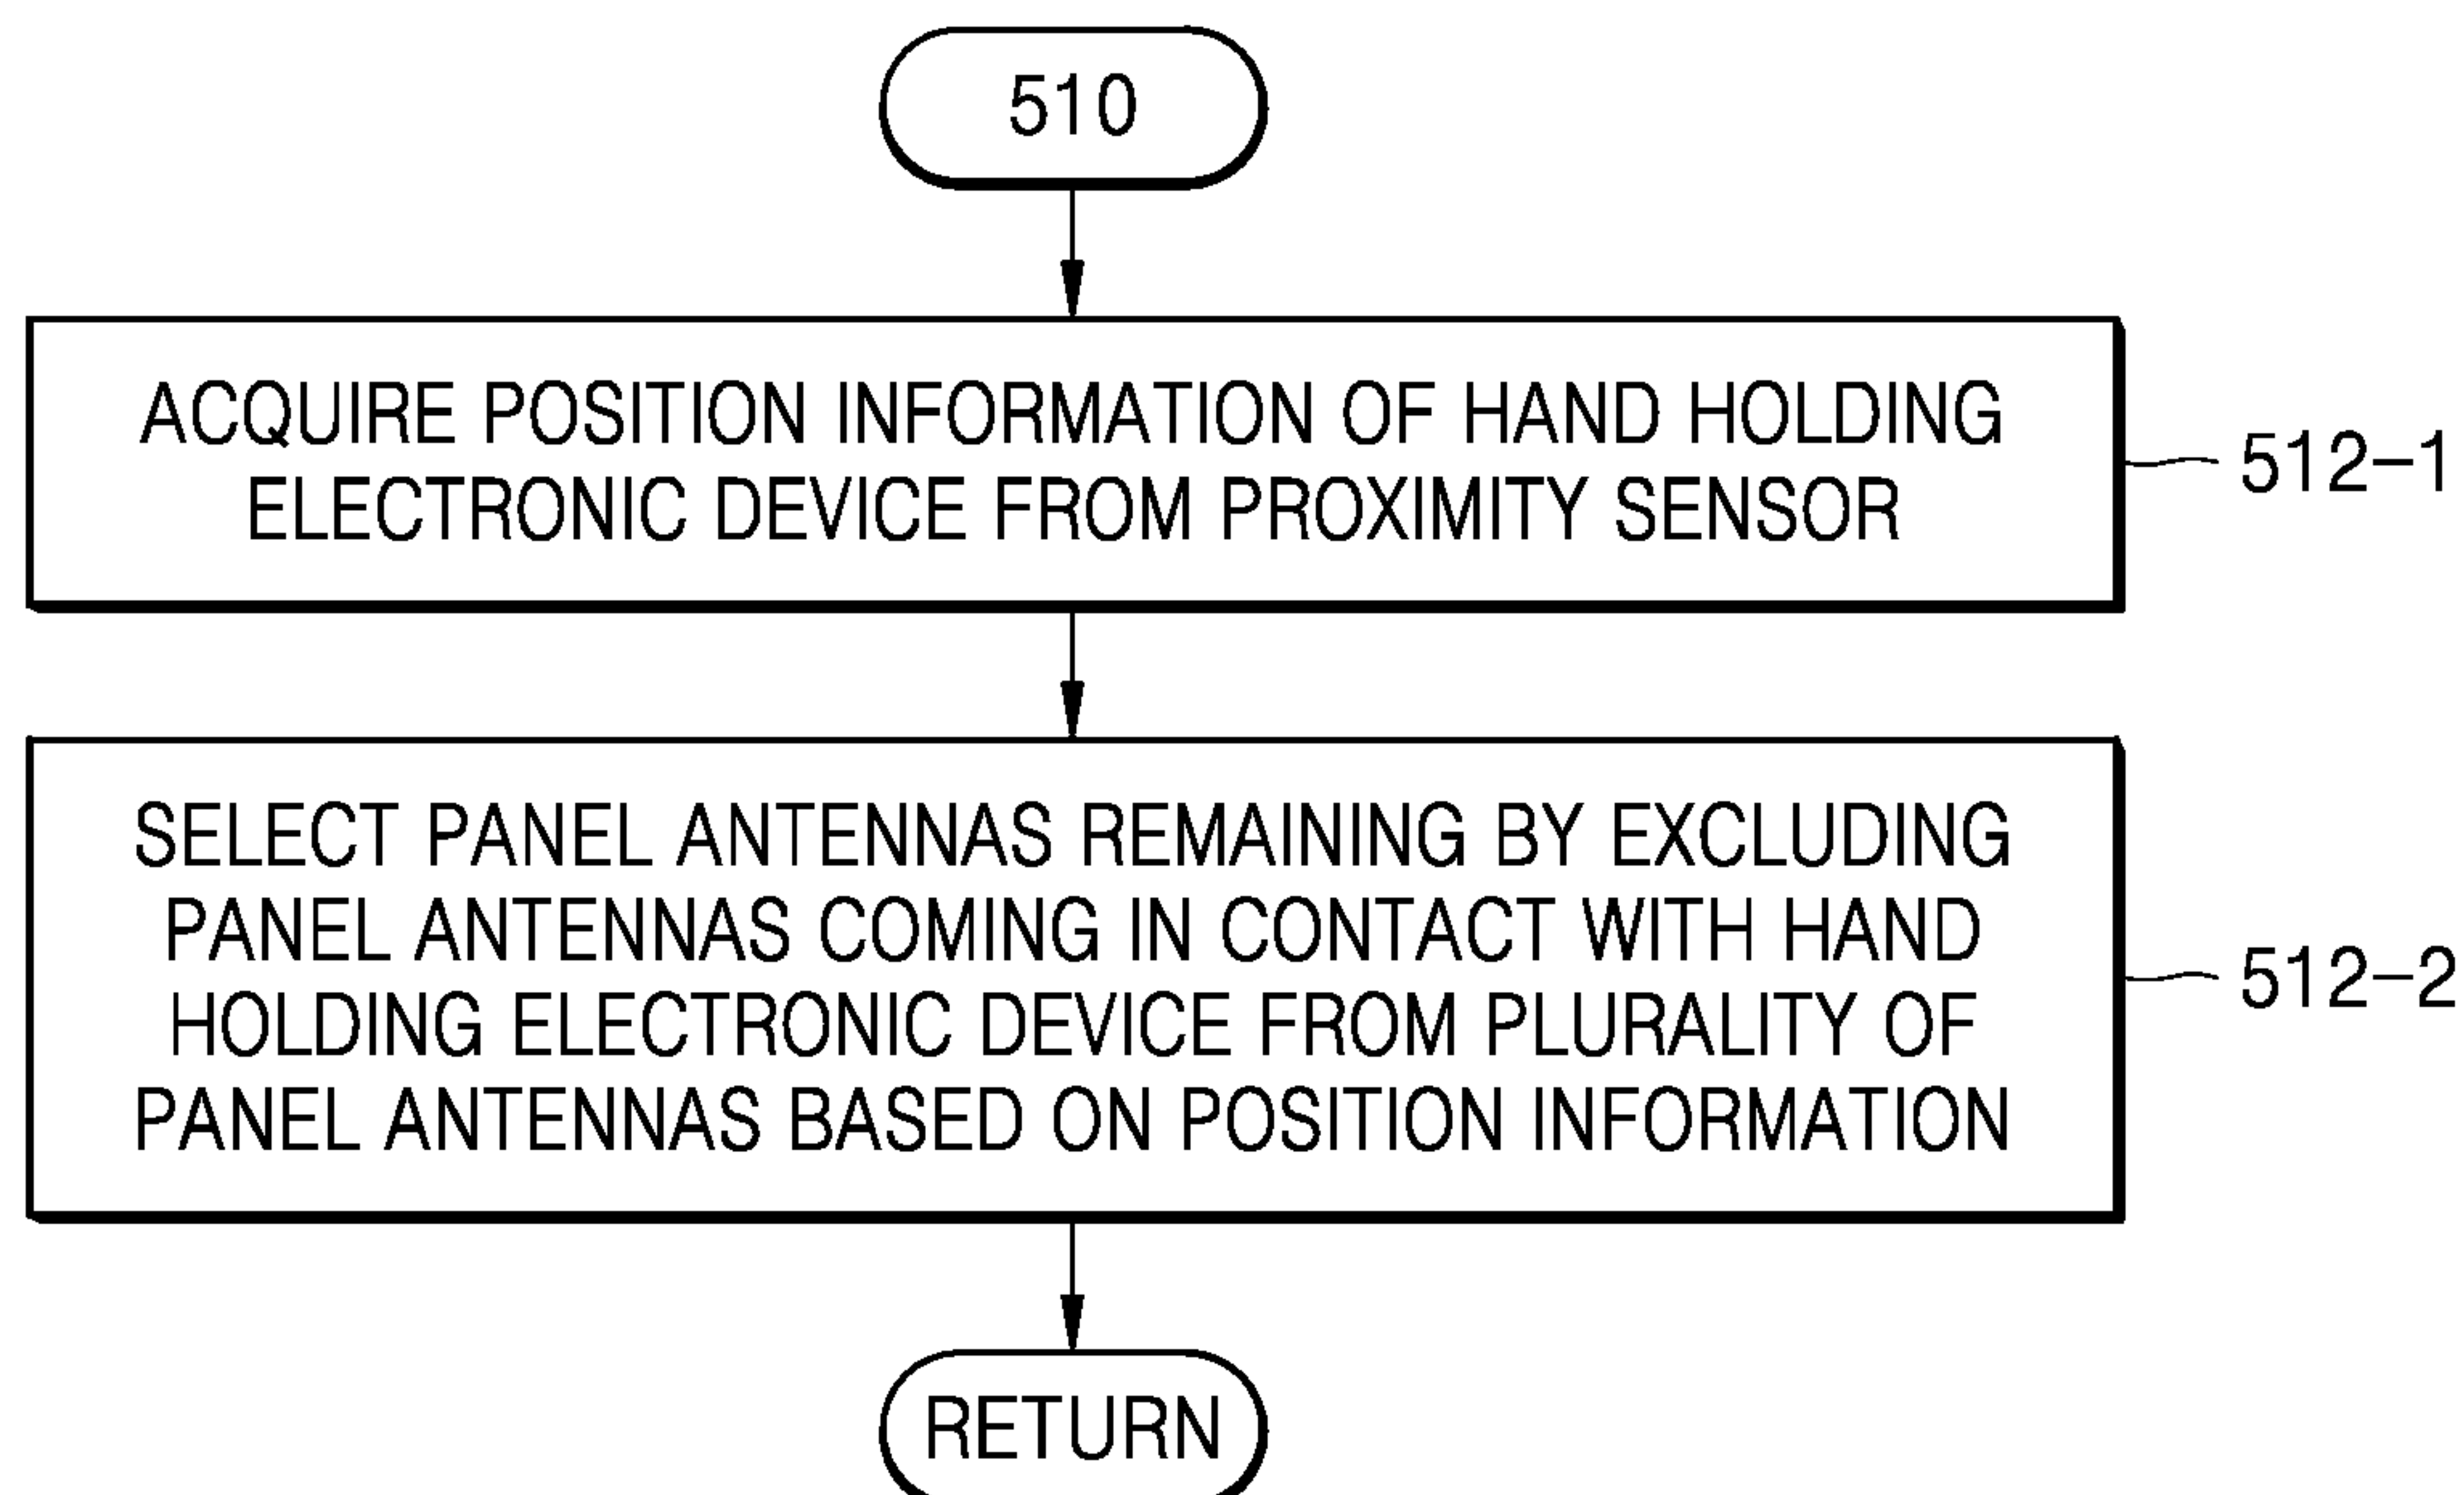 510
ACQUIRE POSITION INFORMATION OF HAND HOLDING
ELECTRONIC DEVICE FROM PROXIMITY SENSOR
512-1
SELECT PANEL ANTENNAS REMAINING BY EXCLUDING
PANEL ANTENNAS COMING IN CONTACT WITH HAND
HOLDING ELECTRONIC DEVICE FROM PLURALITY OF
PANEL ANTENNAS BASED ON POSITION INFORMATION
512-2
RETURN